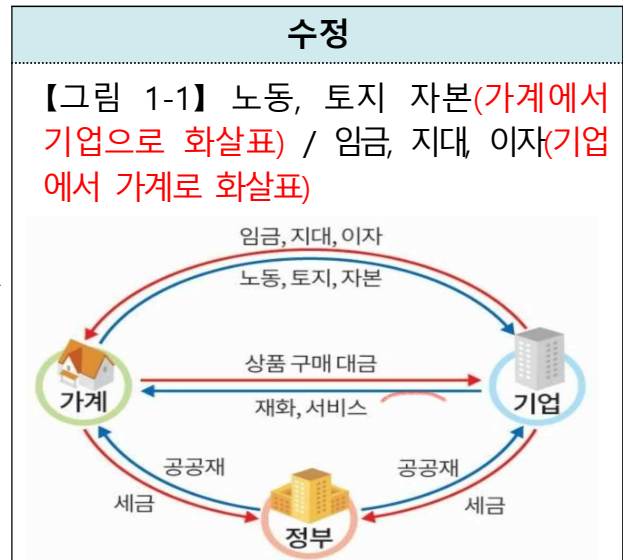 수정
【그림 1-1】 노동, 토지 자본(가계에서
기업으로 화살표) / 임금, 지대, 이자(기업
에서 가계로 화살표)
임금, 지대, 이자
노동, 토지, 자본
상품 구매 대금
가계
기업
재화, 서비스
공공재
공공재
세금
세금
정부